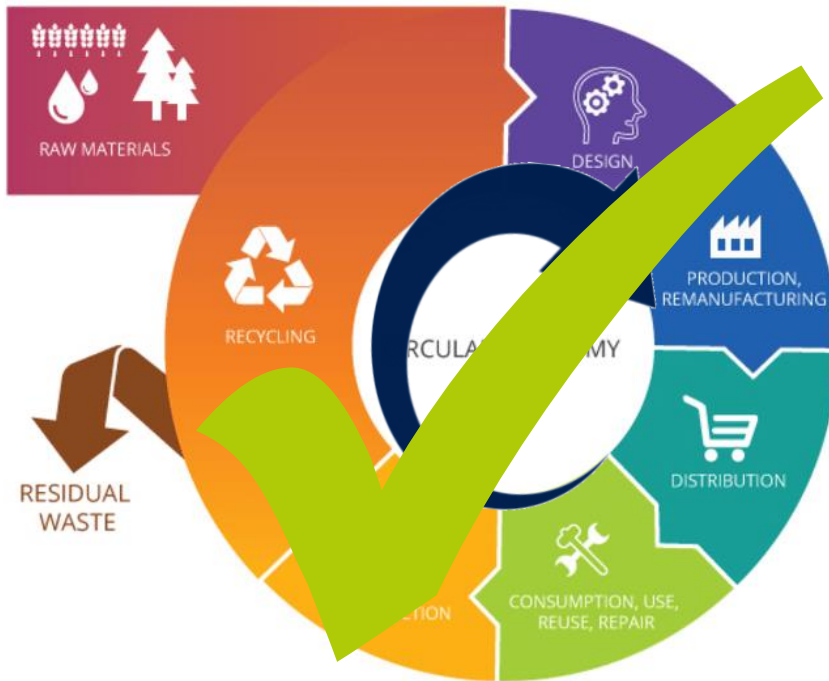 RAW MATERIALS
DESIGN
PRODUCTION,
REMANUFACTURING
RECYCLING
DISTRIBUTION
RESIDUAL
WASTE
CONSUMPTION, USE,
REUSE, REPAIR